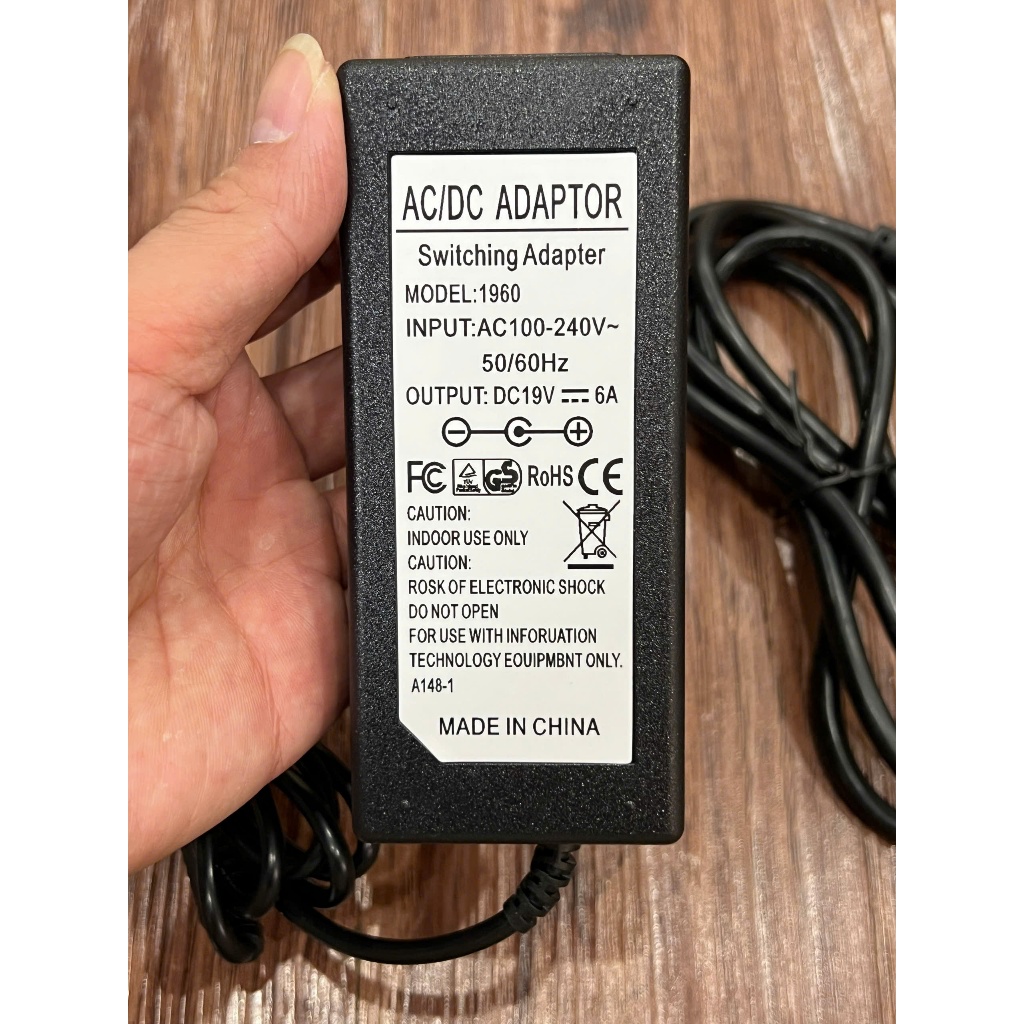 AC/DC ADAPTOR
Switching Adapter
MODEL:1960
INPUT:AC100-240V~
50/60Hz
OUTPUT: DC19V ⎓ 6A
FC GS RoHS CE
CAUTION:
INDOOR USE ONLY
CAUTION:
ROSK OF ELECTRONIC SHOCK
DO NOT OPEN
FOR USE WITH INFORUATION
TECHNOLOGY EOUIPMBNT ONLY.
A148-1
MADE IN CHINA